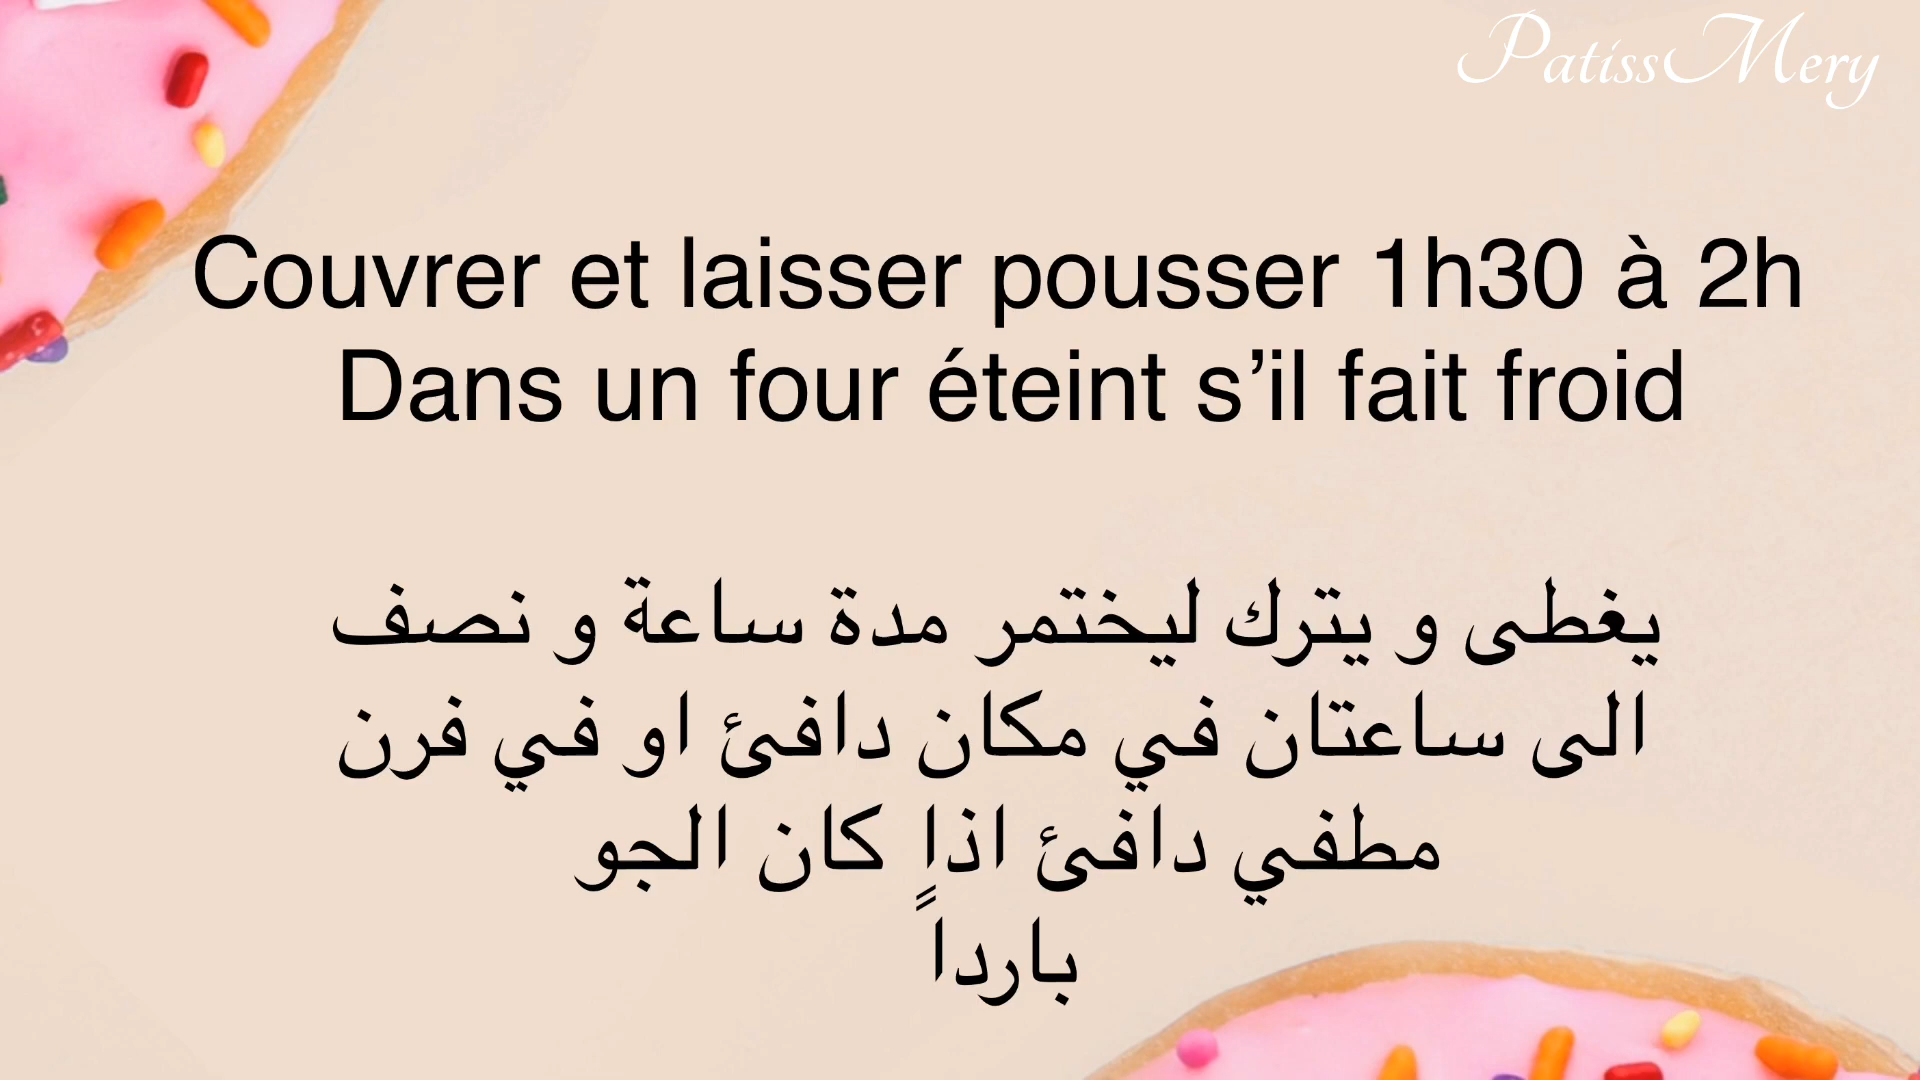 PatissMery
Couvrer et laisser pousser 1h30 à 2h
Dans un four éteint s’il fait froid
يغطى و يترك ليختمر مدة ساعة و نصف
الى ساعتان في مكان دافئ او في فرن
مطفي دافئ اذاٍ كان الجو
بارداً